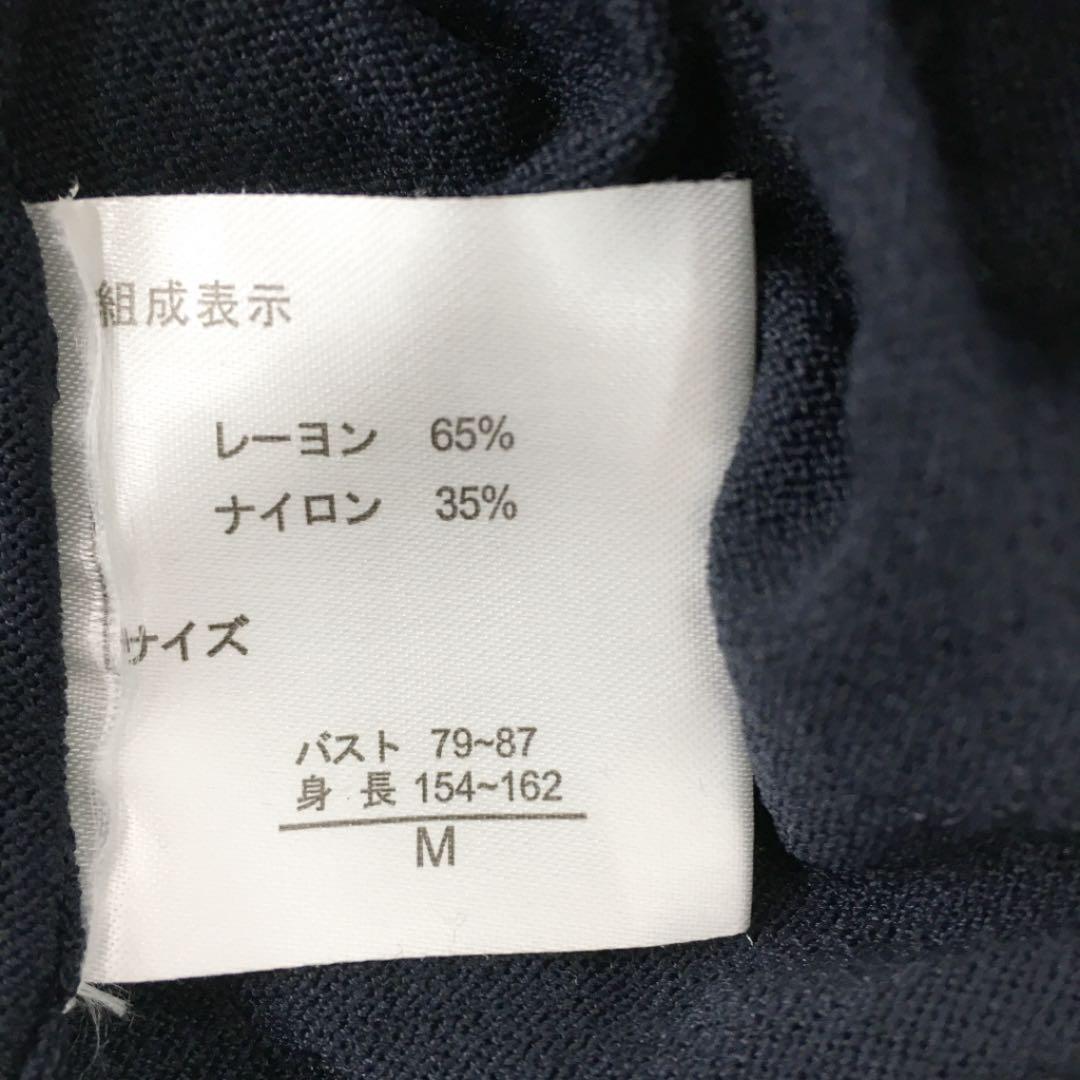 組成表示
レーヨン 65%
ナイロン 35%
サイズ
バスト 79~87
身長 154~162
M